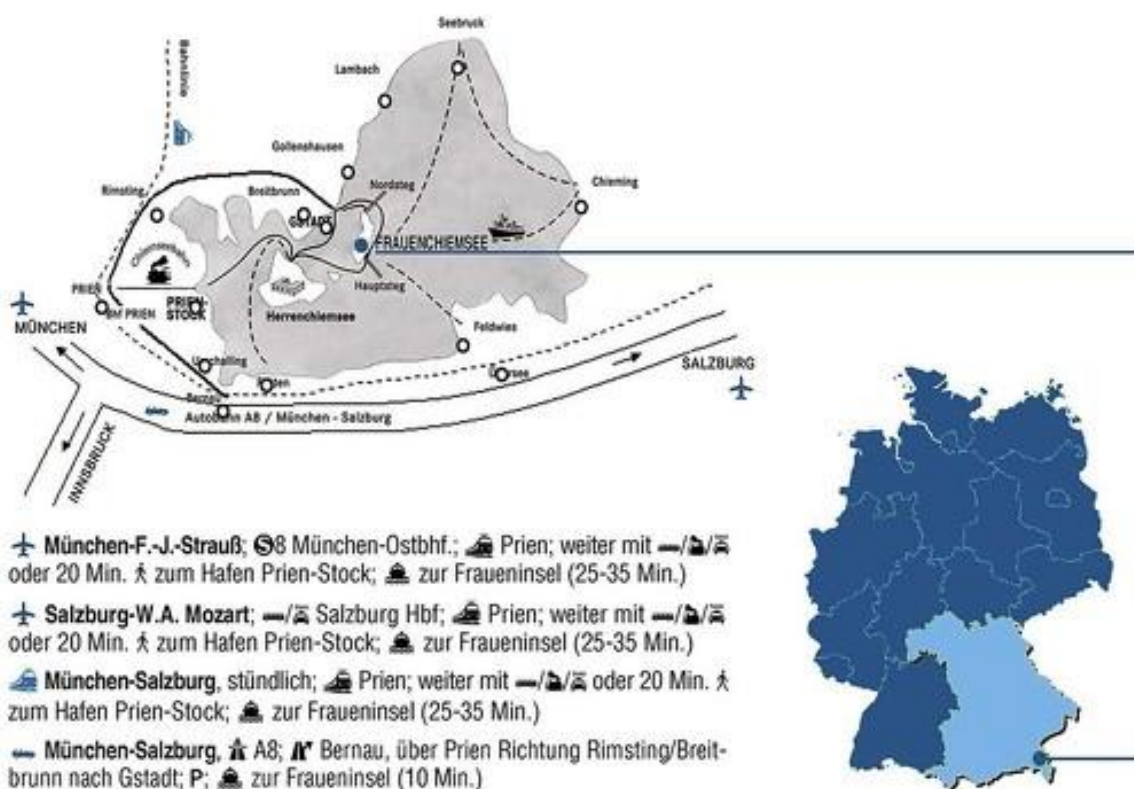 Seebruck
Bahnlinie
Lambach
Gollenshausen
Nordsteg
Rimsting
Breitbrunn
Chieming
GSTADT
FRAUENCHIEMSEE
Chiemseebahn
Hauptsteg
PRIEN
Bhf PRIEN
PRIEN-
STOCK
Herrenchiemsee
Feldwies
MÜNCHEN
Urschalling
SALZBURG
Bernau
Autobahn A8 / München - Salzburg
INNSBRUCK
München-F.-J.-Strauß; S8 München-Ostbhf.; Prien; weiter mit / /
oder 20 Min. zum Hafen Prien-Stock; zur Fraueninsel (25-35 Min.)
Salzburg-W.A. Mozart; / Salzburg Hbf; Prien; weiter mit / /
oder 20 Min. zum Hafen Prien-Stock; zur Fraueninsel (25-35 Min.)
München-Salzburg, stündlich; Prien; weiter mit / / oder 20 Min.
zum Hafen Prien-Stock; zur Fraueninsel (25-35 Min.)
München-Salzburg, A8; Bernau, über Prien Richtung Rimsting/Breit-
brunn nach Gstadt; P; zur Fraueninsel (10 Min.)